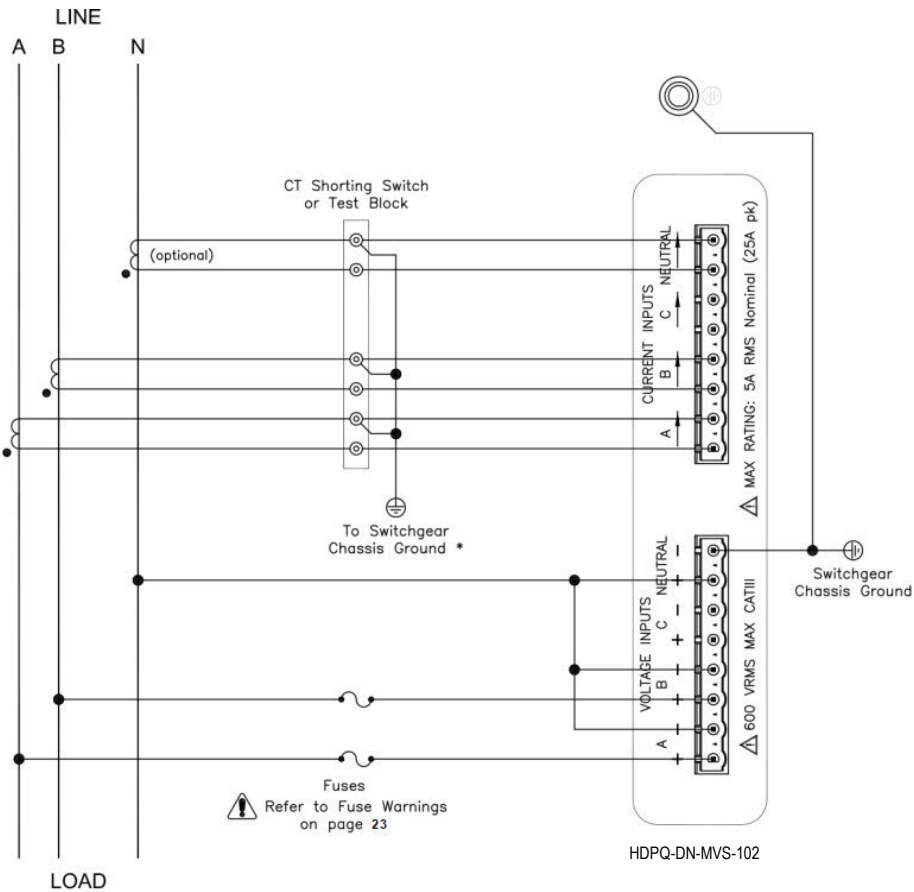 LINE
A B N
CT Shorting Switch
or Test Block
(optional)
To Switchgear
Chassis Ground *
CURRENT INPUTS
NEUTRAL
C
B
A
MAX RATING: 5A RMS Nominal (25A pk)
VOLTAGE INPUTS
NEUTRAL
C
B
A
-
+
-
+
-
+
-
+
600 VRMS MAX CATIII
Switchgear
Chassis Ground
Fuses
Refer to Fuse Warnings
on page 23
HDPQ-DN-MVS-102
LOAD